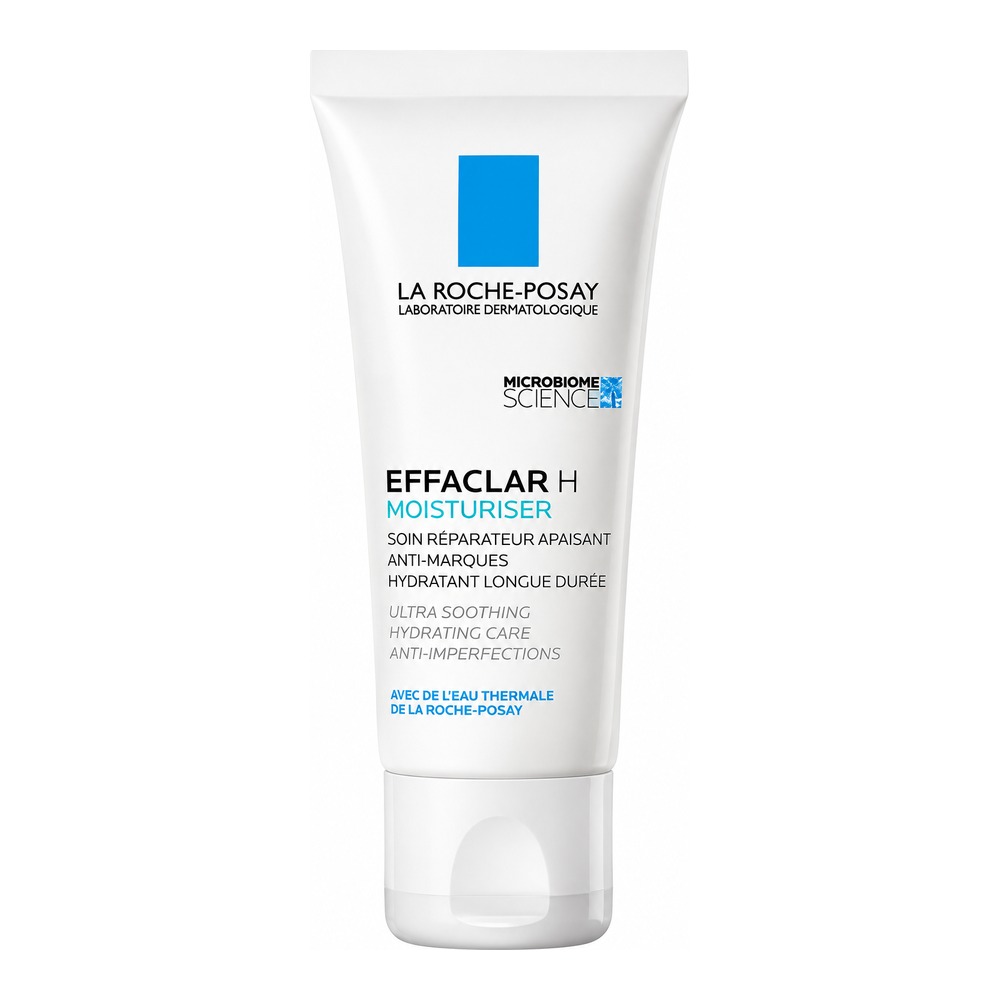 LA ROCHE-POSAY
LABORATOIRE DERMATOLOGIQUE
MICROBIOME
SCIENCE
EFFACLAR H
MOISTURISER
SOIN RÉPARATEUR APAISANT
ANTI-MARQUES
HYDRATANT LONGUE DURÉE
ULTRA SOOTHING
HYDRATING CARE
ANTI-IMPERFECTIONS
AVEC DE L'EAU THERMALE
DE LA ROCHE-POSAY